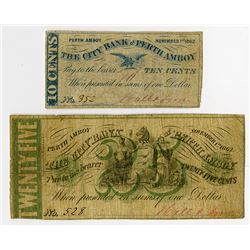 10 CENTS
PERTH AMBOY NOVEMBER 1st 1862
THE CITY BANK of PERTH AMBOY
Pay to the bearer TEN CENTS
When presented in sums of one Dollar
No. 952
TWENTY FIVE
PERTH AMBOY NOVEMBER 1st 1862
THE CITY BANK of PERTH AMBOY
Pay to the bearer TWENTY FIVE CENTS
When presented in sums of one Dollar
No. 528